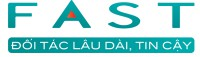 FAST
ĐỐI TÁC LÂU DÀI, TIN CẬY